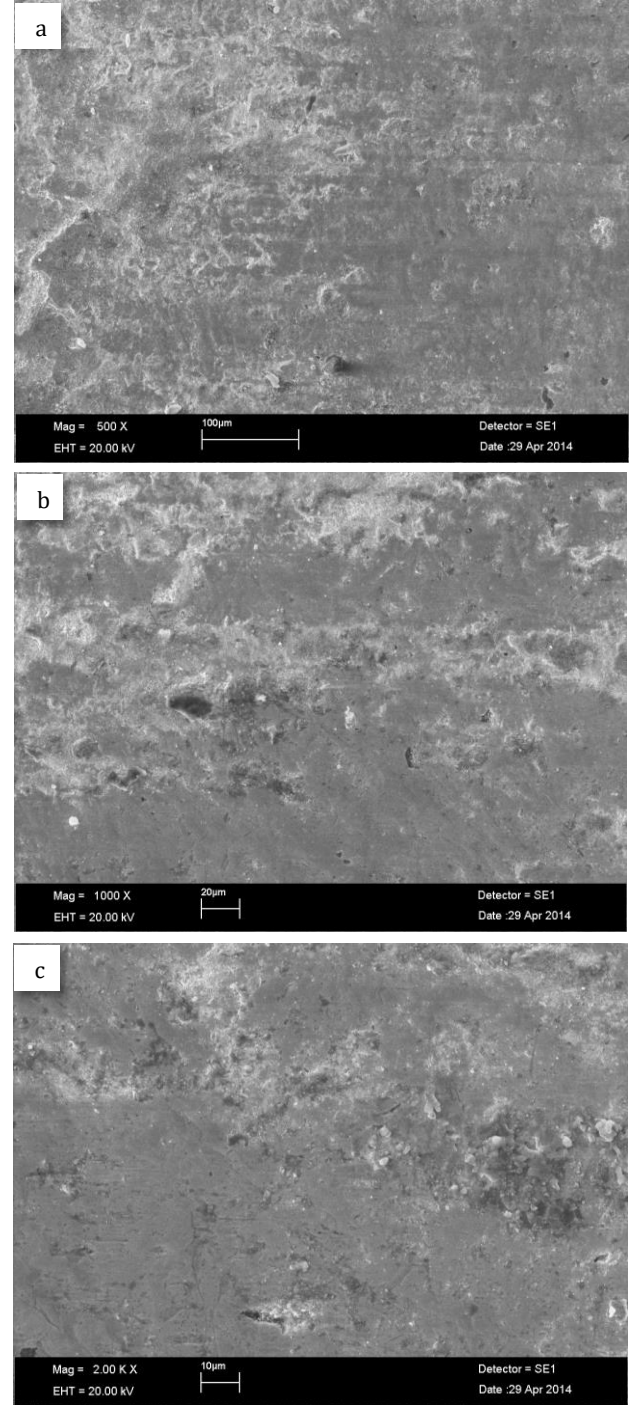 a
Mag = 500 X
100µm
Detector = SE1
EHT = 20.00 kV
Date :29 Apr 2014
b
Mag = 1000 X
20µm
Detector = SE1
EHT = 20.00 kV
Date :29 Apr 2014
c
Mag = 2.00 K X
10µm
Detector = SE1
EHT = 20.00 kV
Date :29 Apr 2014